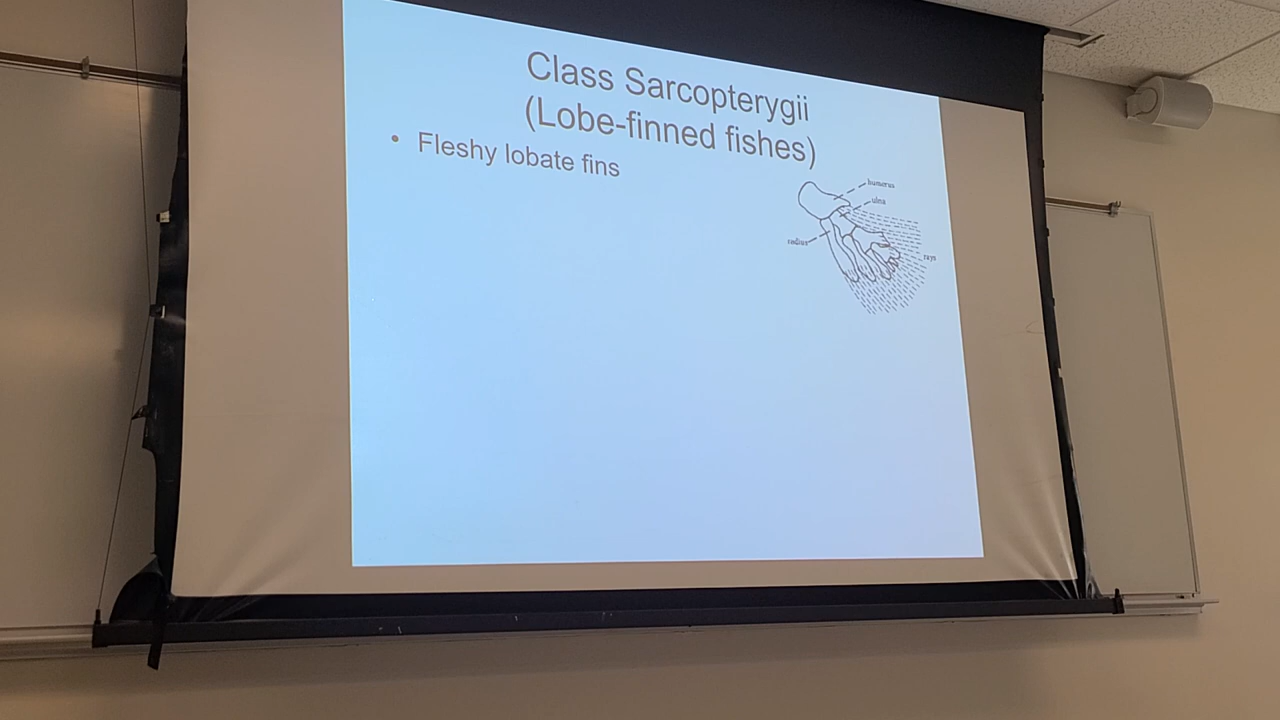 Class Sarcopterygii
(Lobe-finned fishes)
• Fleshy lobate fins
humerus
ulna
radius
rays